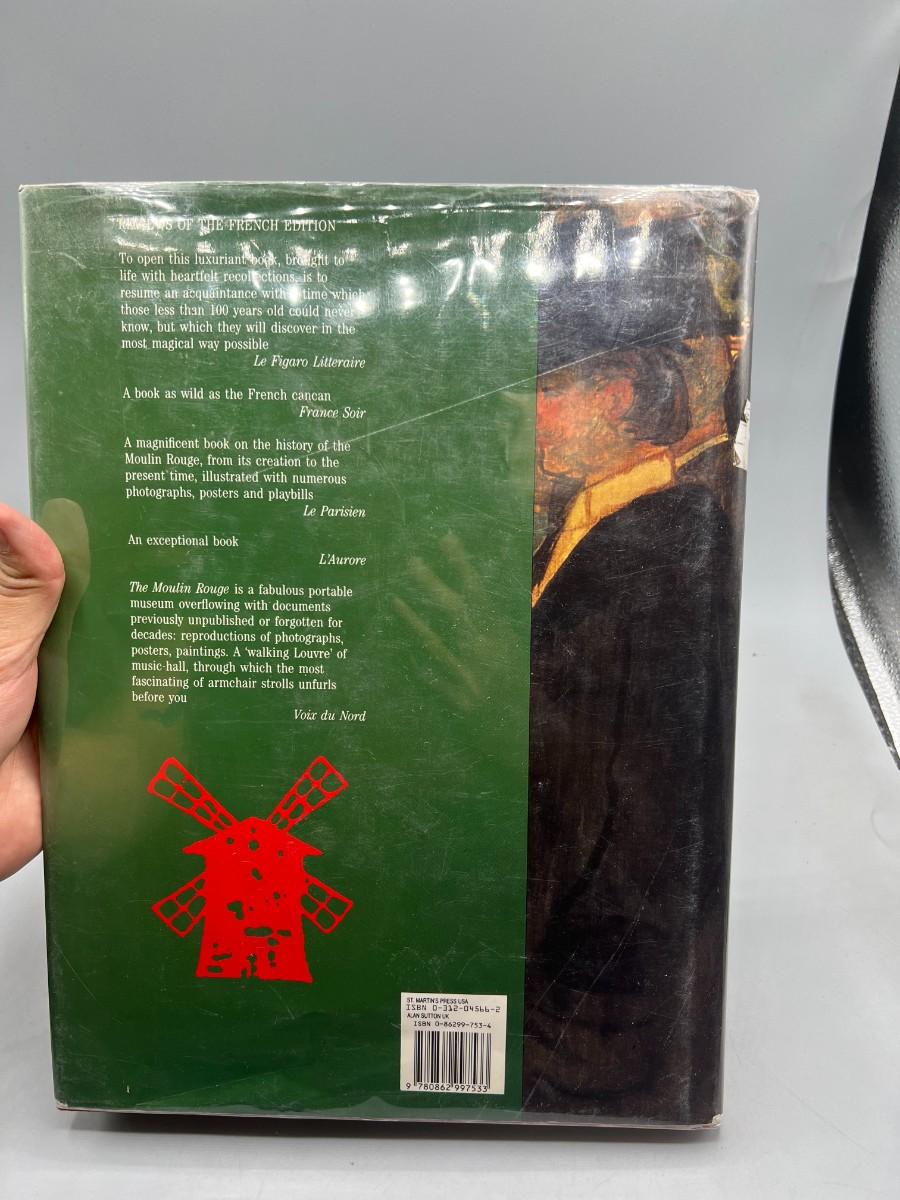 REVIEWS OF THE FRENCH EDITION
To open this luxuriant book, brought to
life with heartfelt recollections, is to
resume an acquaintance with a time which
those less than 100 years old could never
know, but which they will discover in the
most magical way possible
Le Figaro Litteraire
A book as wild as the French cancan
France Soir
A magnificent book on the history of the
Moulin Rouge, from its creation to the
present time, illustrated with numerous
photographs, posters and playbills
Le Parisien
An exceptional book
L'Aurore
The Moulin Rouge is a fabulous portable
museum overflowing with documents
previously unpublished or forgotten for
decades: reproductions of photographs,
posters, paintings. A 'walking Louvre' of
music-hall, through which the most
fascinating of armchair strolls unfurls
before you
Voix du Nord
ST. MARTIN'S PRESS USA
ISBN 0-312-04566-2
ALAN SUTTON UK
ISBN 0-86299-753-4
9 780862 997533